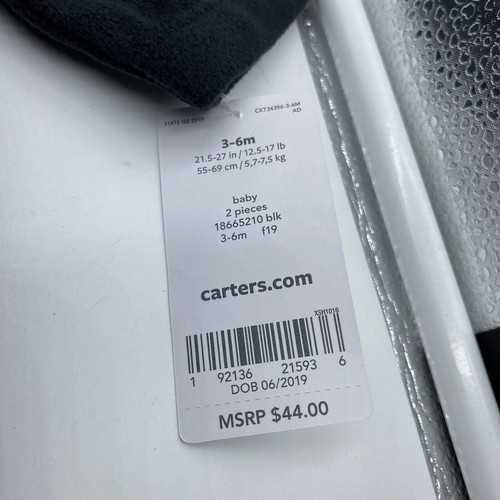 11472 Q2 2019
CKT34396-3-6M
AD
3-6m
21.5-27 in / 12.5-17 lb
55-69 cm / 5,7-7,5 kg
baby
2 pieces
18665210 blk
3-6m f19
carters.com
XSH1016
1 92136 21593 6
DOB 06/2019
MSRP $44.00